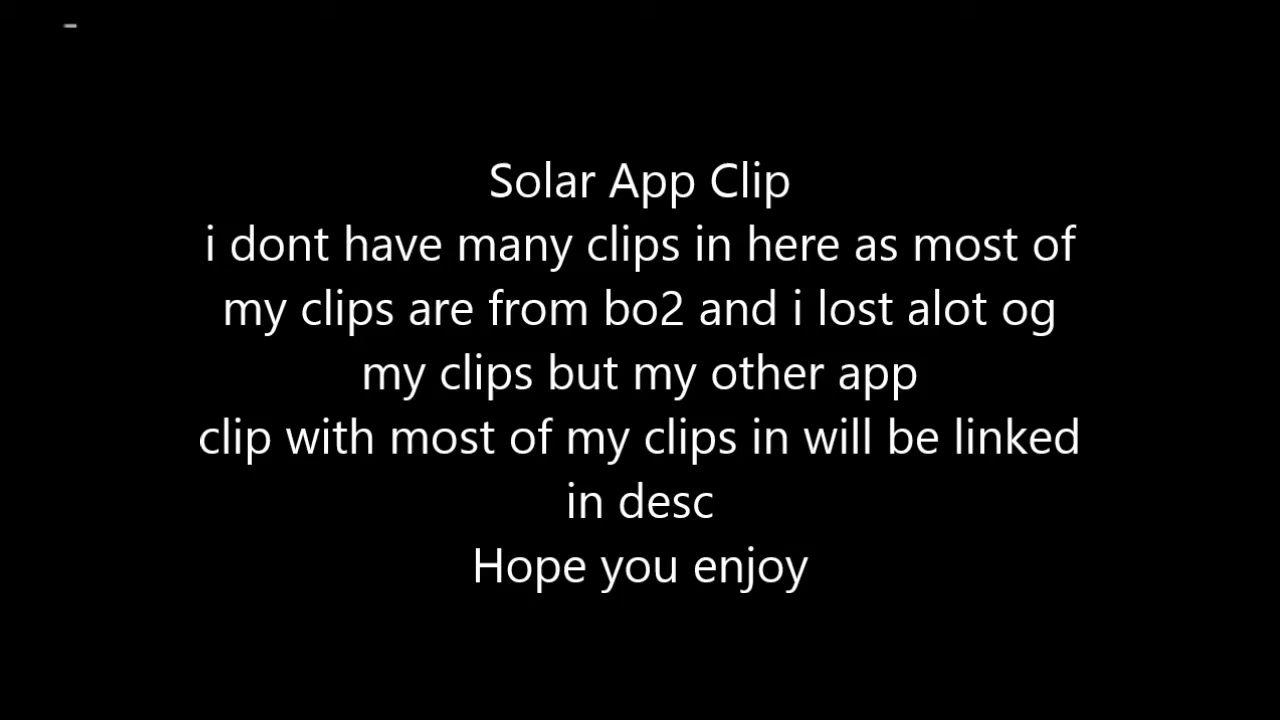 Solar App Clip
i dont have many clips in here as most of
my clips are from bo2 and i lost alot og
my clips but my other app
clip with most of my clips in will be linked
in desc
Hope you enjoy